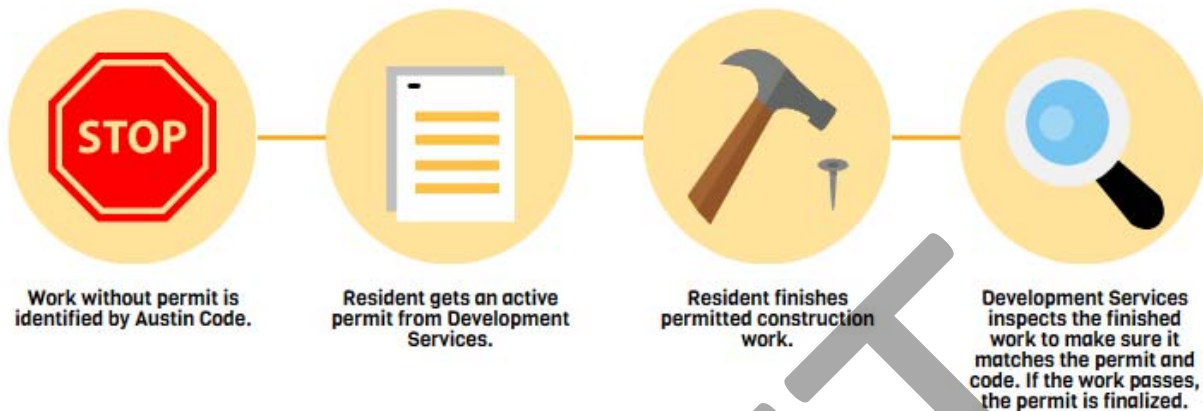 STOP
Work without permit is
identified by Austin Code.
Resident gets an active
permit from Development
Services.
Resident finishes
permitted construction
work.
Development Services
inspects the finished
work to make sure it
matches the permit and
code. If the work passes,
the permit is finalized.